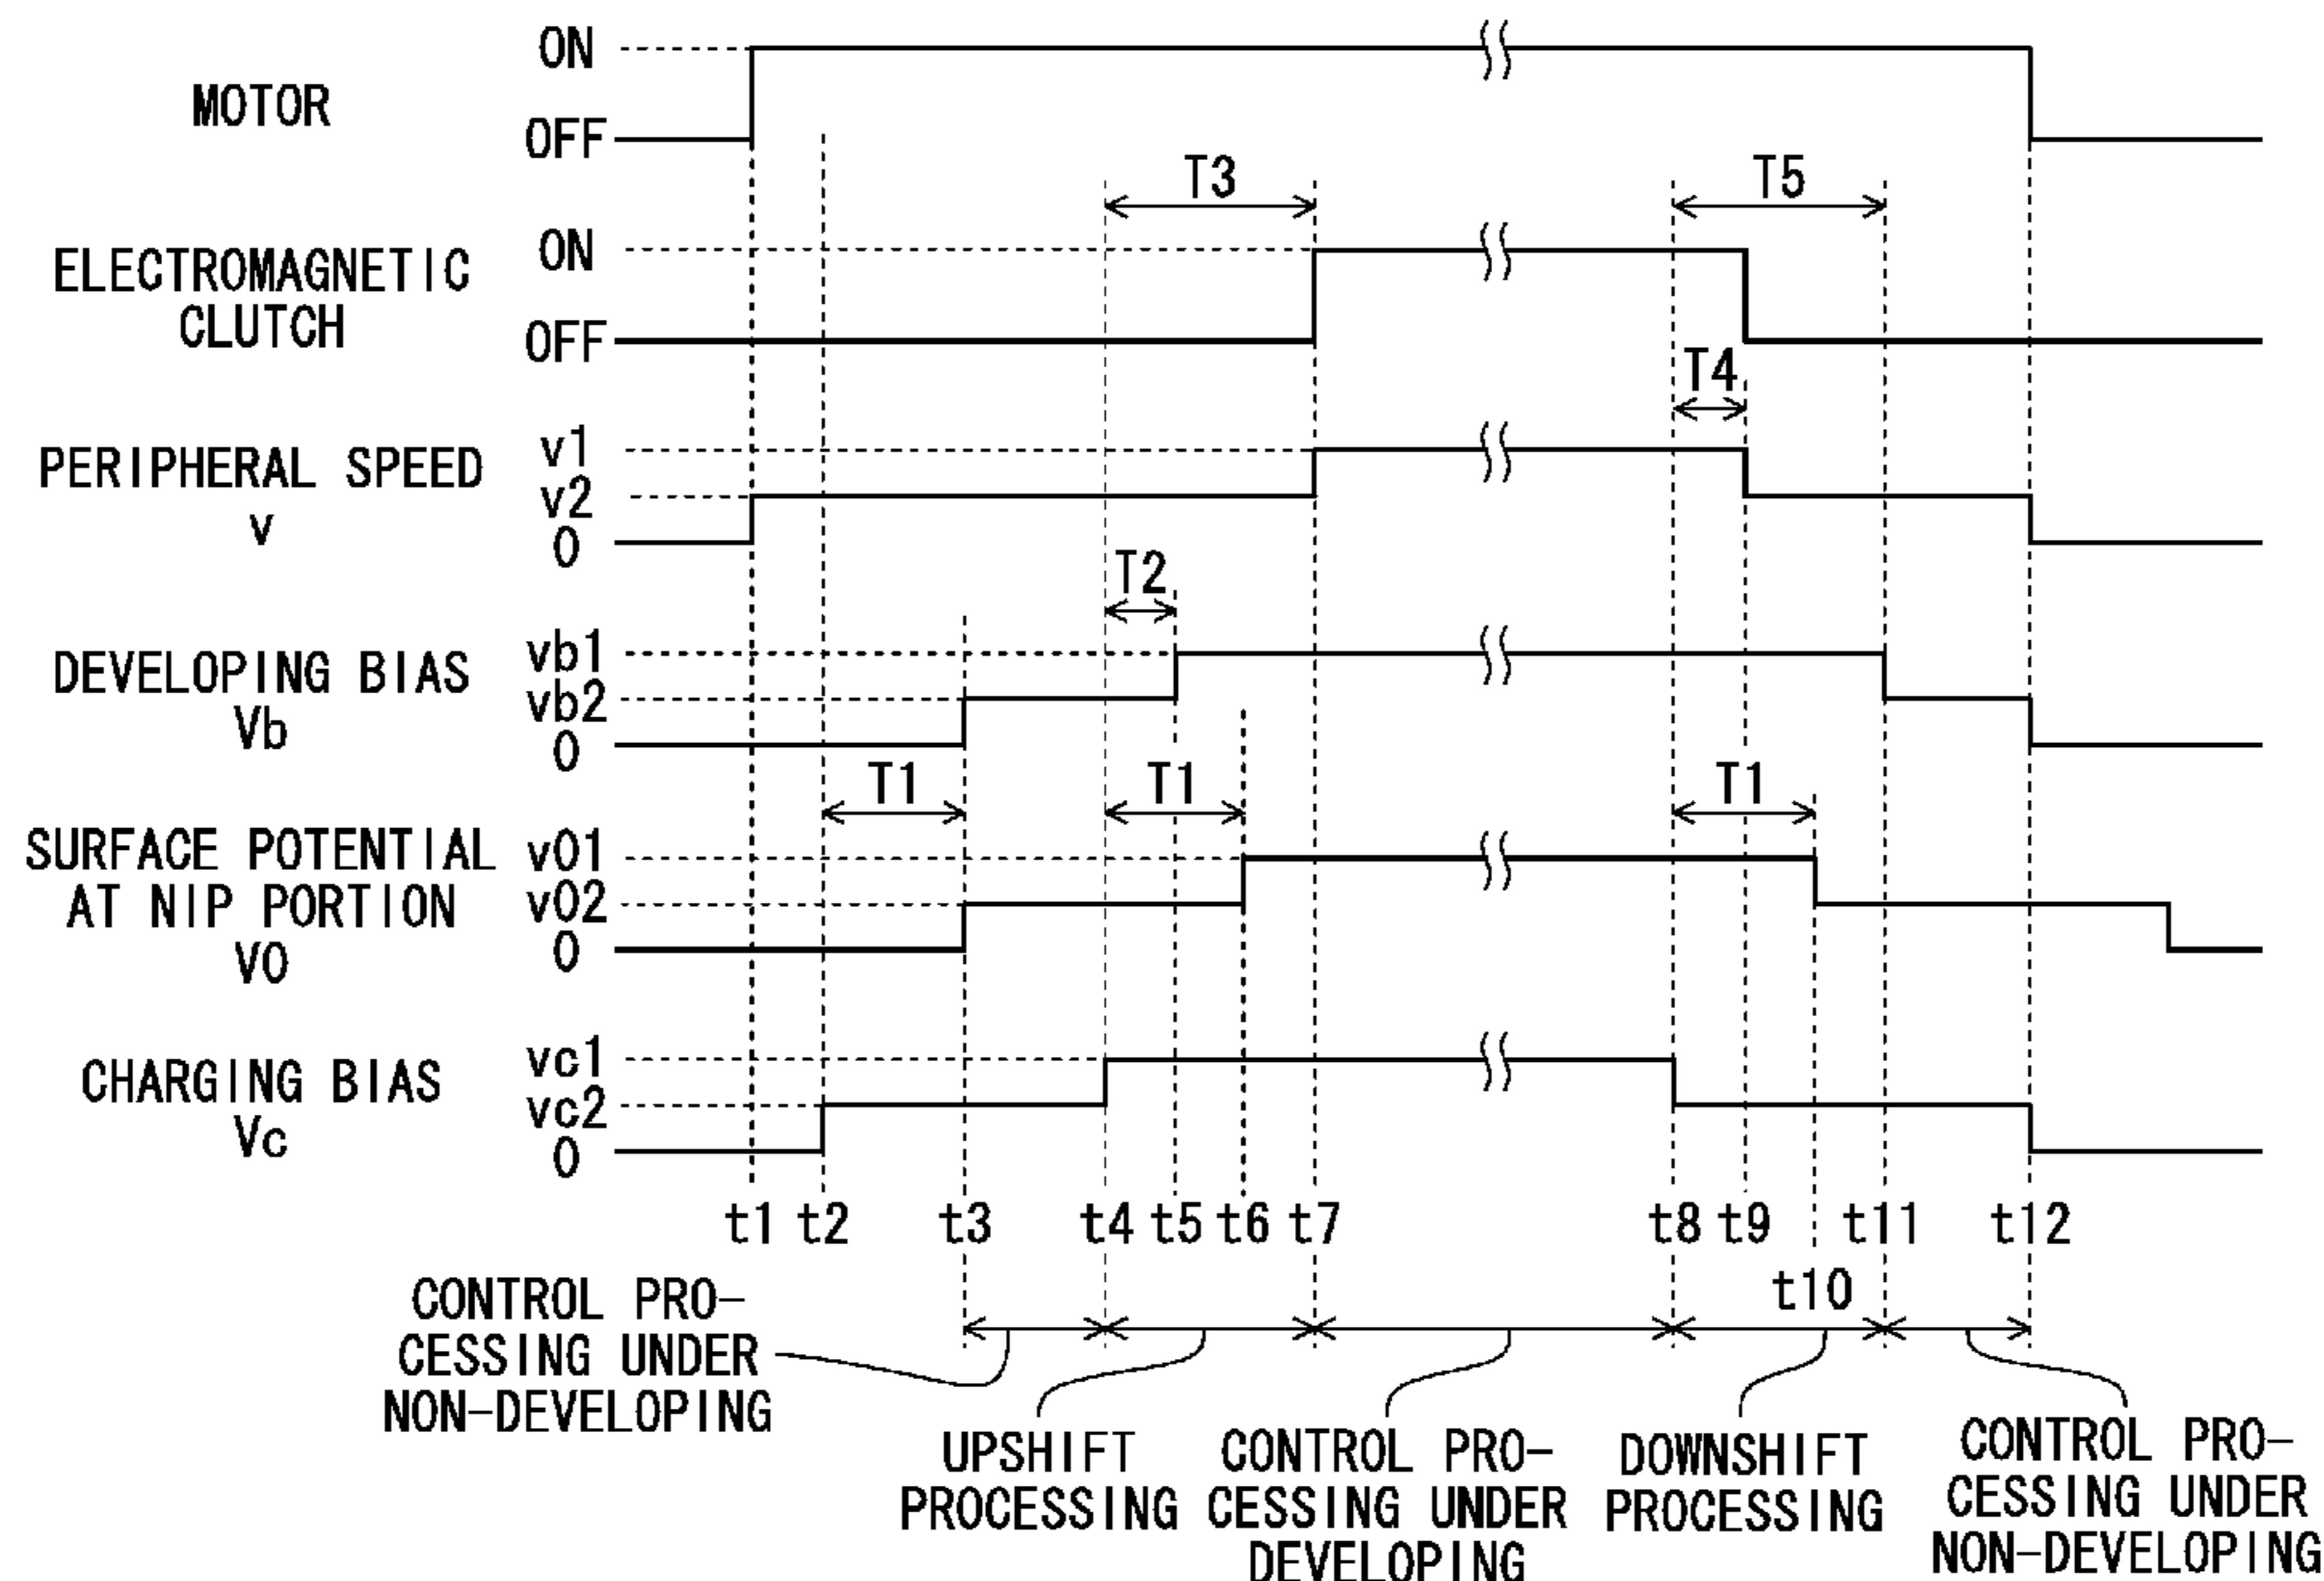 MOTOR
ON
OFF
T3
T5
ELECTROMAGNETIC
CLUTCH
ON
OFF
T4
PERIPHERAL SPEED
v
v1
v2
0
T2
DEVELOPING BIAS
Vb
vb1
vb2
0
T1
T1
T1
SURFACE POTENTIAL
AT NIP PORTION
V0
v01
v02
0
CHARGING BIAS
Vc
vc1
vc2
0
t1 t2 t3 t4 t5 t6 t7 t8 t9 t11 t12
t10
CONTROL PRO-
CESSING UNDER
NON-DEVELOPING
UPSHIFT
PROCESSING
CONTROL PRO-
CESSING UNDER
DEVELOPING
DOWNSHIFT
PROCESSING
CONTROL PRO-
CESSING UNDER
NON-DEVELOPING